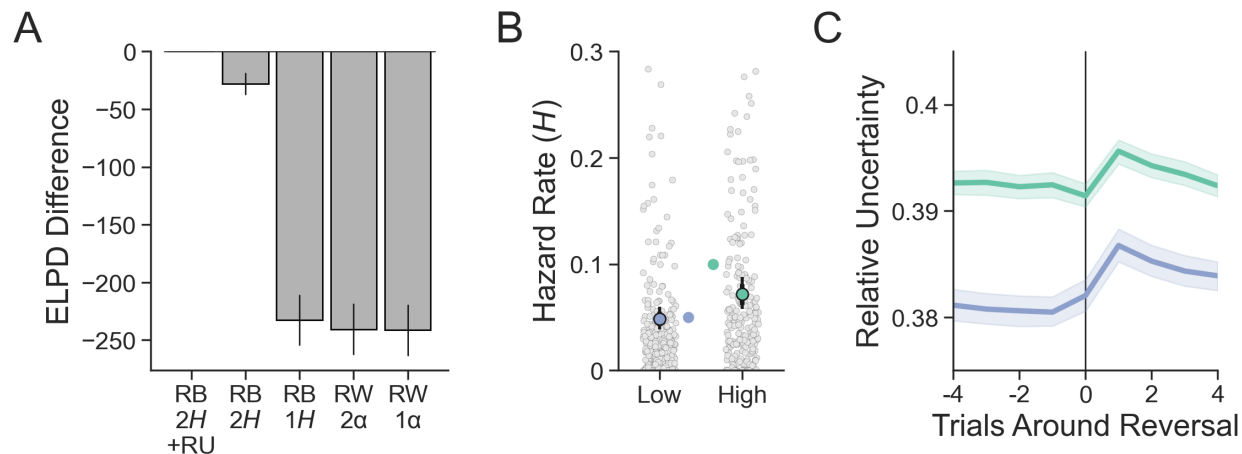 A
B
C
ELPD Difference
0
−50
−100
−150
−200
−250
RB
2H
+RU
RB
2H
RB
1H
RW
2α
RW
1α
Hazard Rate (H)
0.3
0.2
0.1
0
Low
High
Relative Uncertainty
0.4
0.39
0.38
-4
-2
0
2
4
Trials Around Reversal